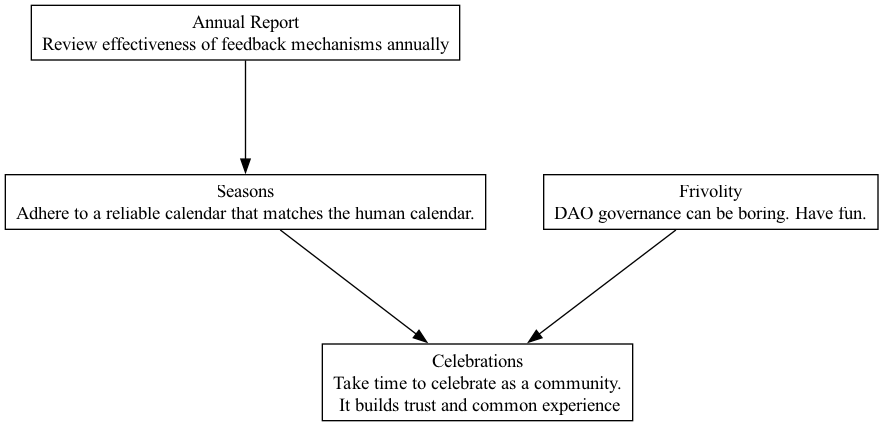 Annual Report
Review effectiveness of feedback mechanisms annually
Seasons
Adhere to a reliable calendar that matches the human calendar.
Frivolity
DAO governance can be boring. Have fun.
Celebrations
Take time to celebrate as a community.
It builds trust and common experience